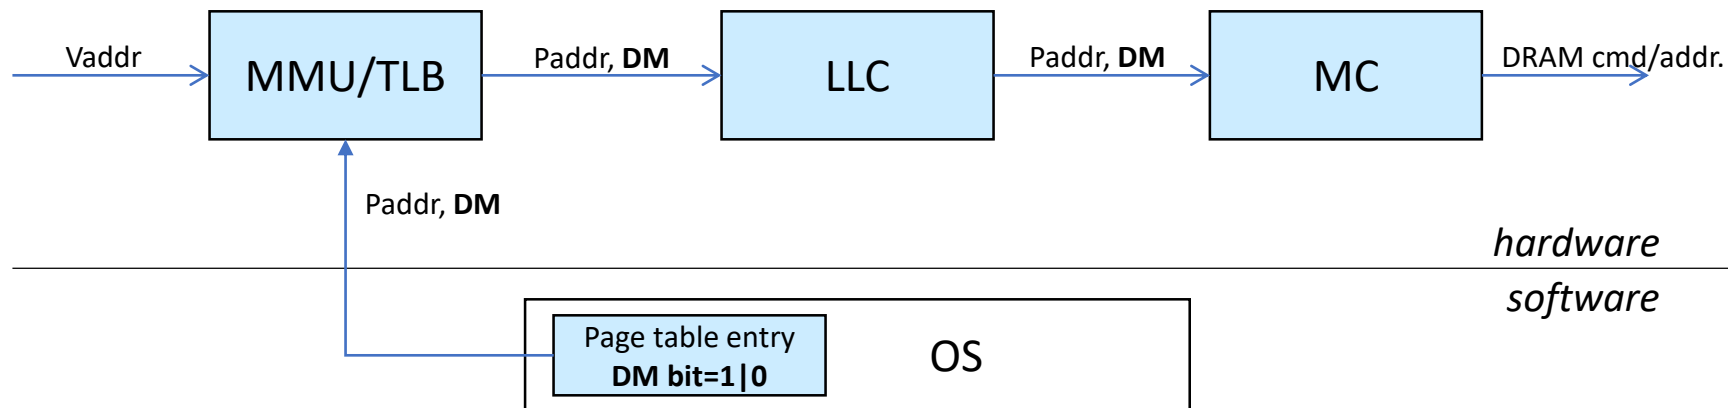 Vaddr
MMU/TLB
Paddr, DM
LLC
Paddr, DM
MC
DRAM cmd/addr.
Paddr, DM
hardware
software
Page table entry
DM bit=1|0
OS